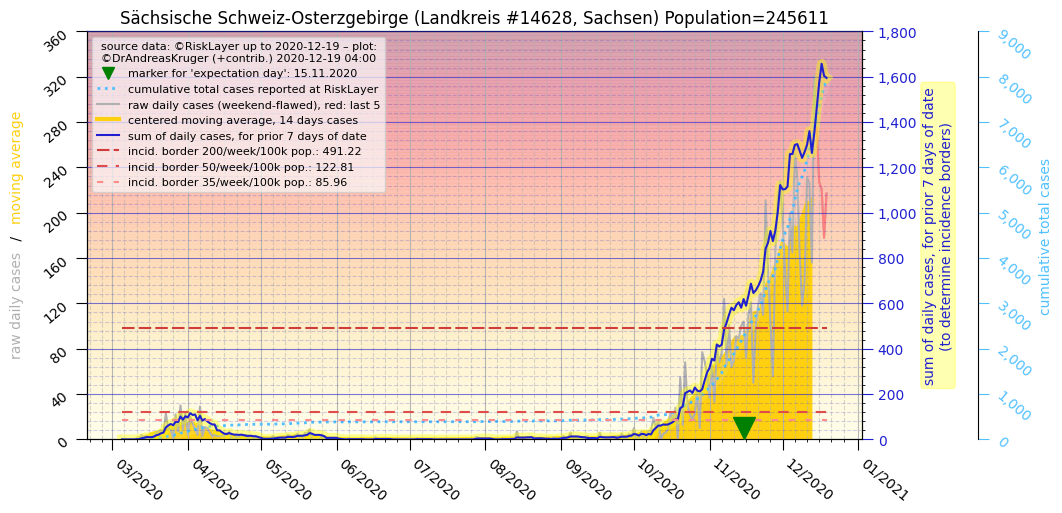 Sächsische Schweiz-Osterzgebirge (Landkreis #14628, Sachsen) Population=245611
source data: ©RiskLayer up to 2020-12-19 – plot:
©DrAndreasKruger (+contrib.) 2020-12-19 04:00
marker for 'expectation day': 15.11.2020
cumulative total cases reported at RiskLayer
raw daily cases (weekend-flawed), red: last 5
centered moving average, 14 days cases
sum of daily cases, for prior 7 days of date
incid. border 200/week/100k pop.: 491.22
incid. border 50/week/100k pop.: 122.81
incid. border 35/week/100k pop.: 85.96
raw daily cases / moving average
360
320
280
240
200
160
120
80
40
0
03/2020
04/2020
05/2020
06/2020
07/2020
08/2020
09/2020
10/2020
11/2020
12/2020
01/2021
1,800
1,600
1,400
1,200
1,000
800
600
400
200
0
sum of daily cases, for prior 7 days of date
(to determine incidence borders)
9,000
8,000
7,000
6,000
5,000
4,000
3,000
2,000
1,000
0
cumulative total cases